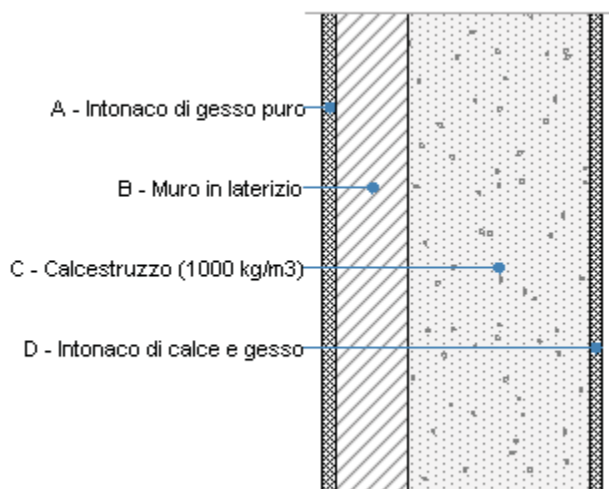 A - Intonaco di gesso puro
B - Muro in laterizio
C - Calcestruzzo (1000 kg/m3)
D - Intonaco di calce e gesso